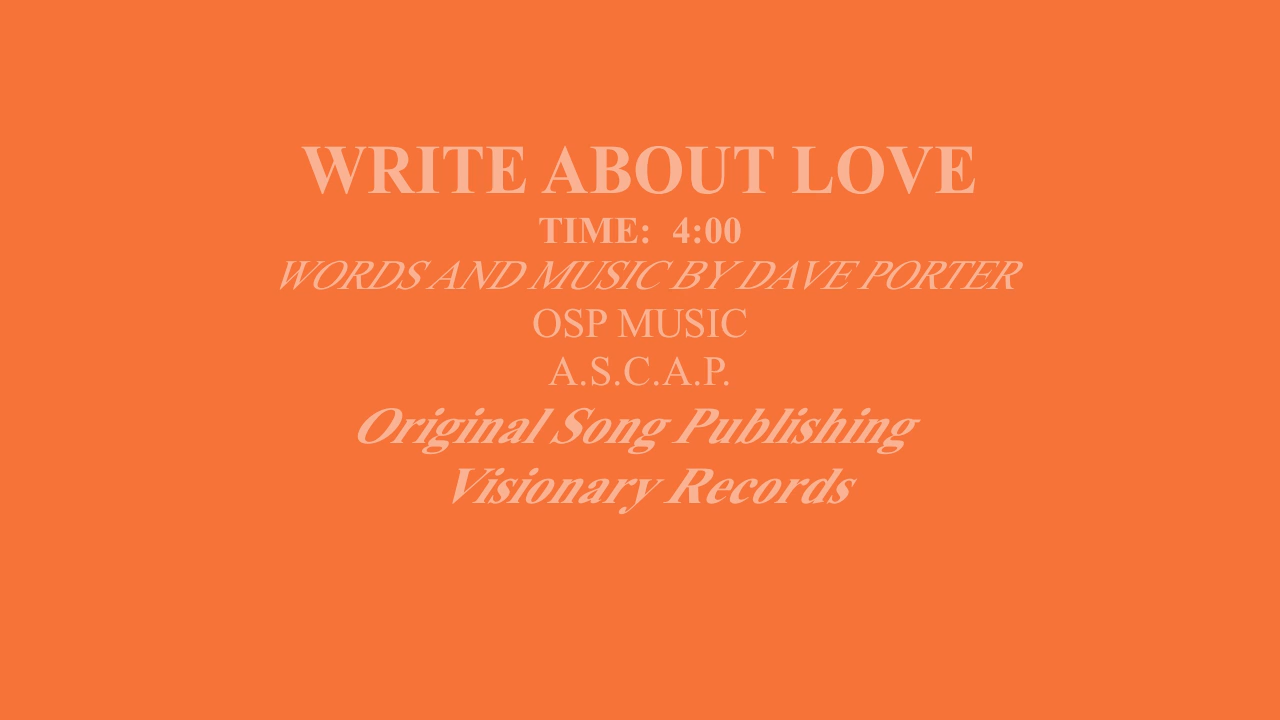 WRITE ABOUT LOVE
TIME:  4:00
WORDS AND MUSIC BY DAVE PORTER
OSP MUSIC
A.S.C.A.P.
Original Song Publishing
Visionary Records